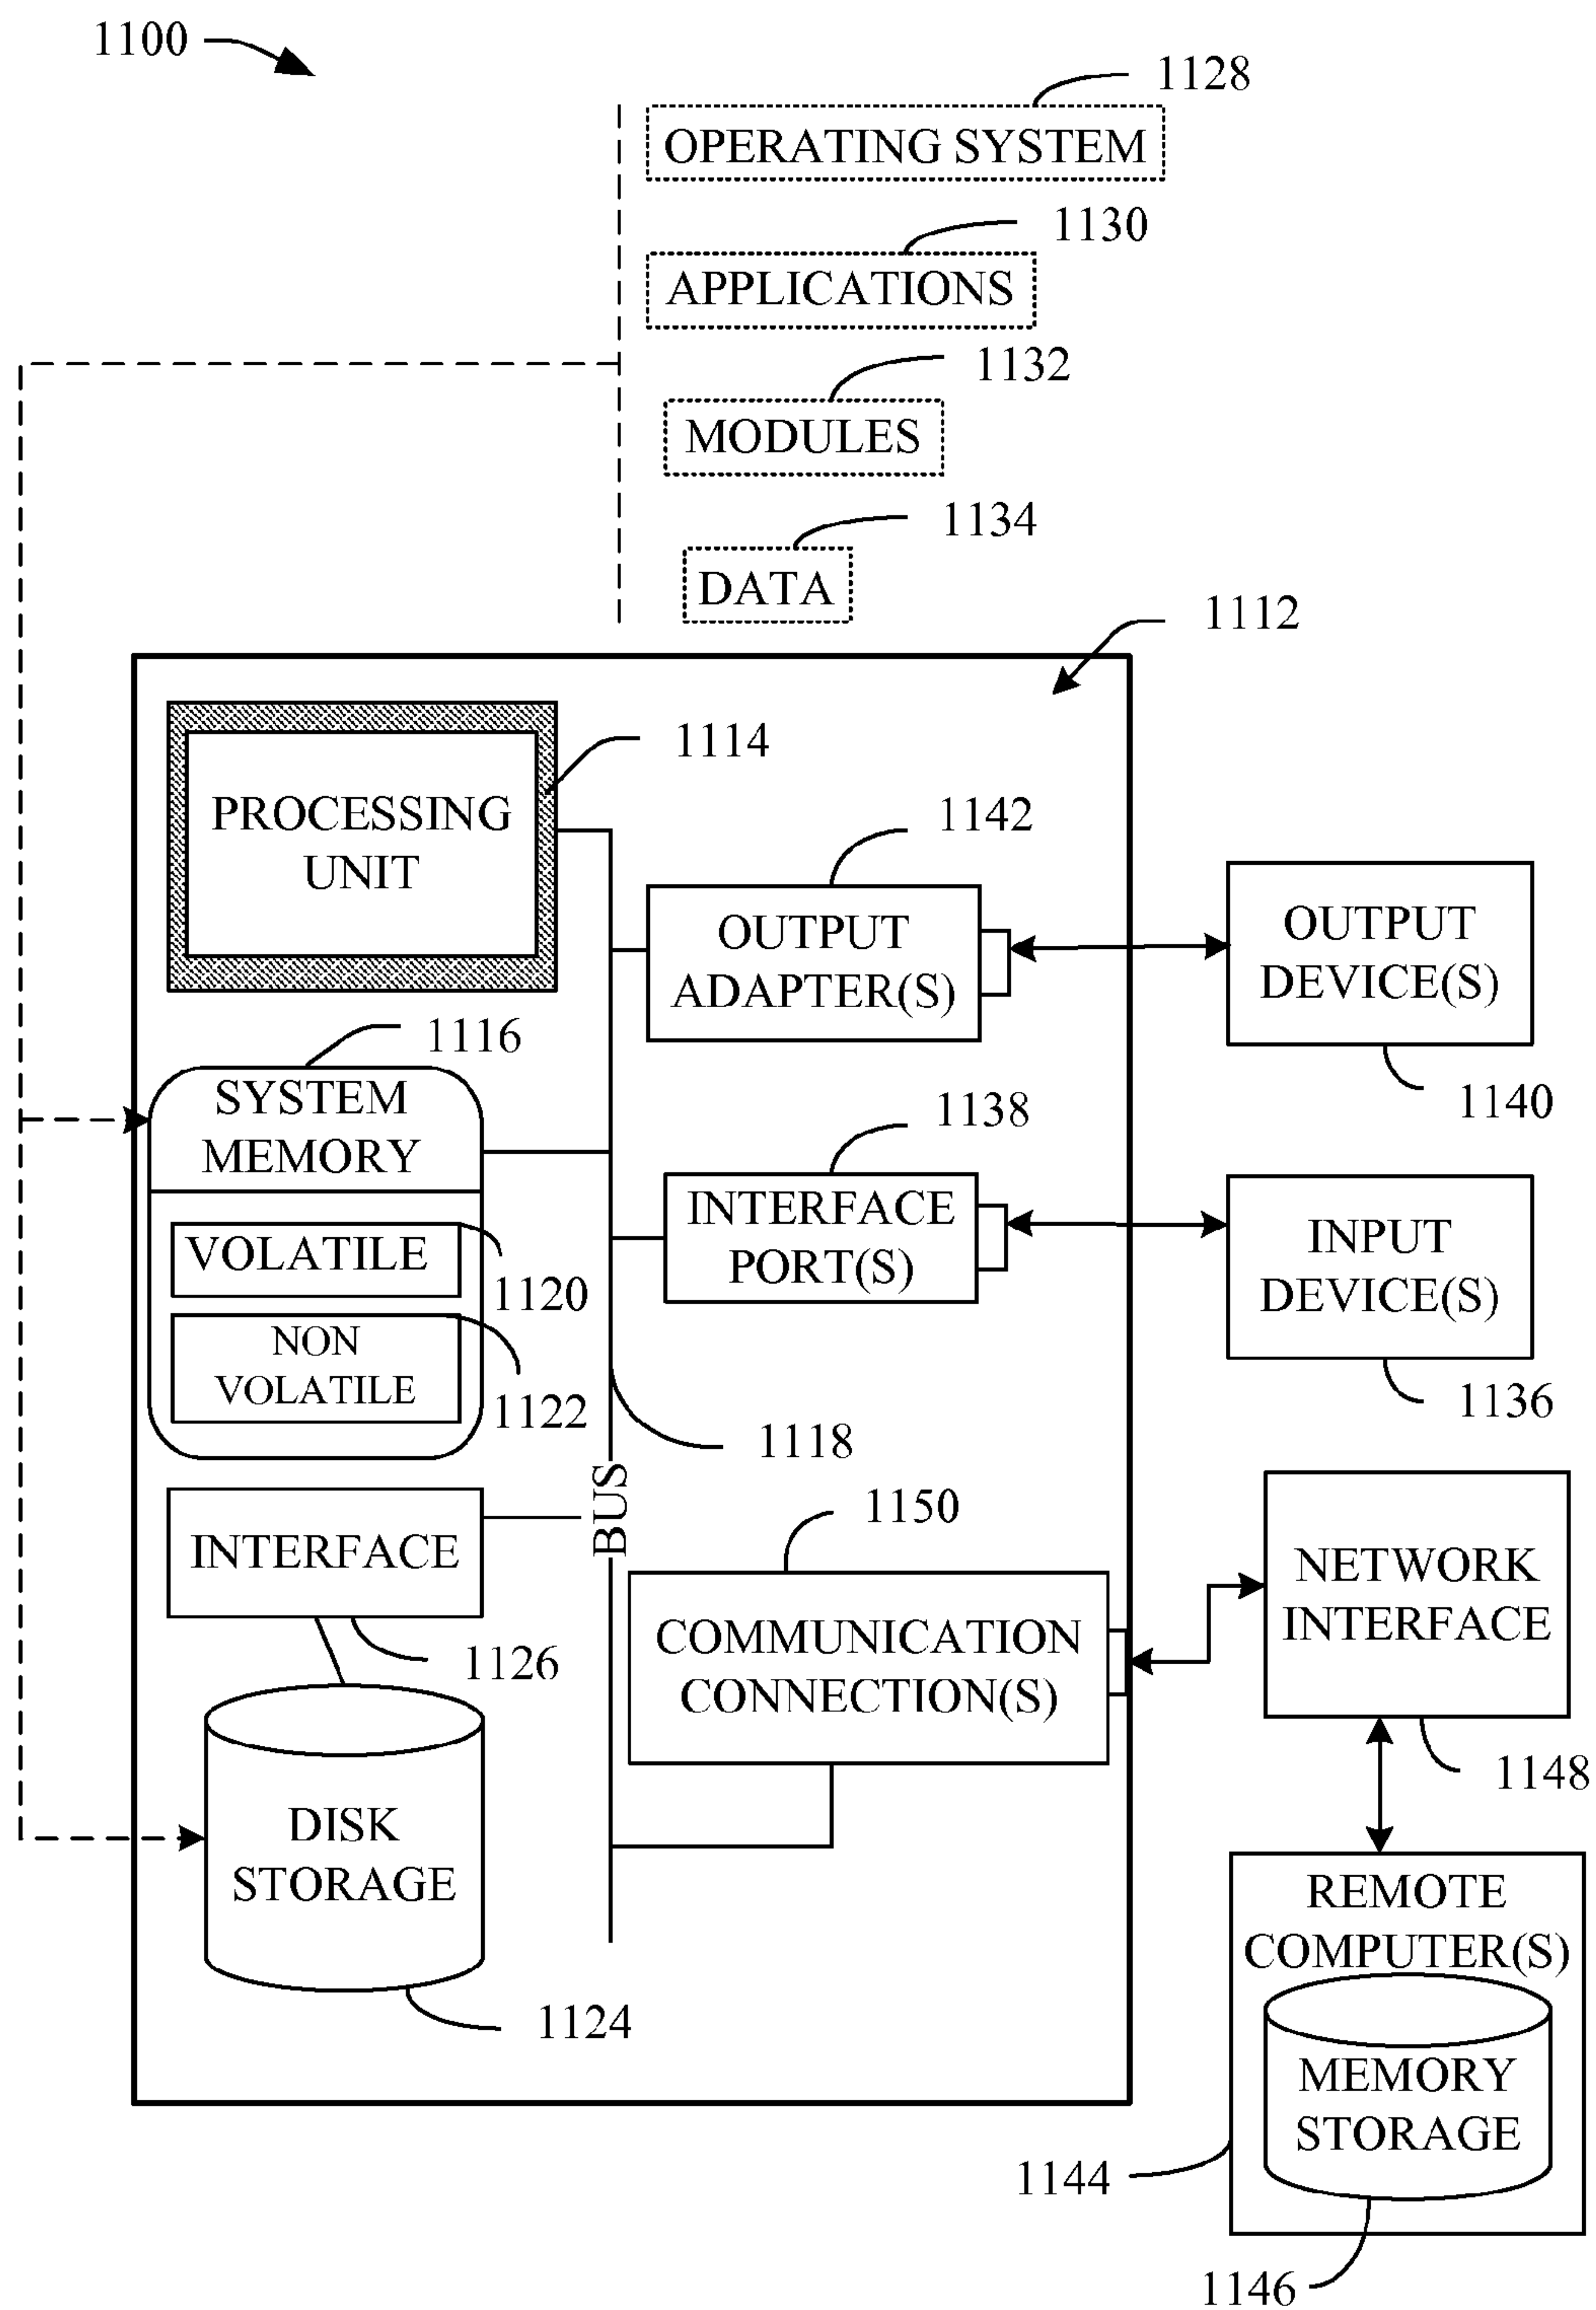 1100
1128
OPERATING SYSTEM
1130
APPLICATIONS
1132
MODULES
1134
DATA
1112
1114
PROCESSING
UNIT
1142
OUTPUT
ADAPTER(S)
OUTPUT
DEVICE(S)
1140
1116
SYSTEM
MEMORY
1138
INTERFACE
PORT(S)
INPUT
DEVICE(S)
1136
VOLATILE
1120
NON
VOLATILE
1122
1118
BUS
1150
INTERFACE
1126
COMMUNICATION
CONNECTION(S)
NETWORK
INTERFACE
1148
DISK
STORAGE
1124
REMOTE
COMPUTER(S)
MEMORY
STORAGE
1144
1146